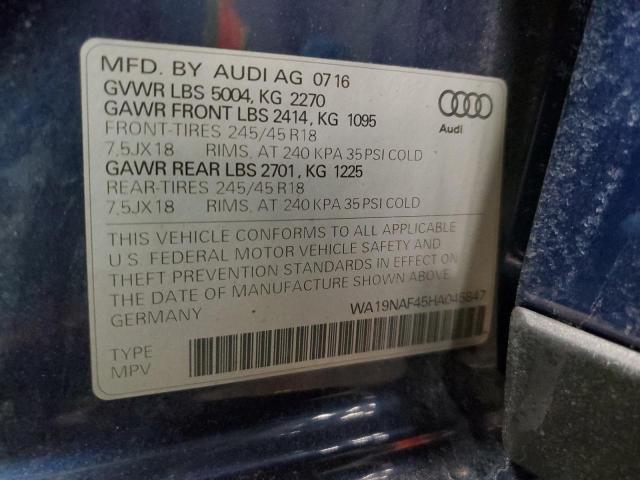 MFD. BY AUDI AG 07 16
GVWR LBS 5004, KG 2270
GAWR FRONT LBS 2414, KG 1095
FRONT-TIRES 245/45 R18
7,5JX18 RIMS. AT 240 KPA 35 PSI COLD
GAWR REAR LBS 2701, KG 1225
REAR-TIRES 245/45 R18
7,5JX18 RIMS. AT 240 KPA 35 PSI COLD
Audi
THIS VEHICLE CONFORMS TO ALL APPLICABLE
U.S. FEDERAL MOTOR VEHICLE SAFETY AND
THEFT PREVENTION STANDARDS IN EFFECT ON
THE DATE OF MANUFACTURE SHOWN ABOVE.
GERMANY
WA19NAF45HA045847
TYPE
MPV